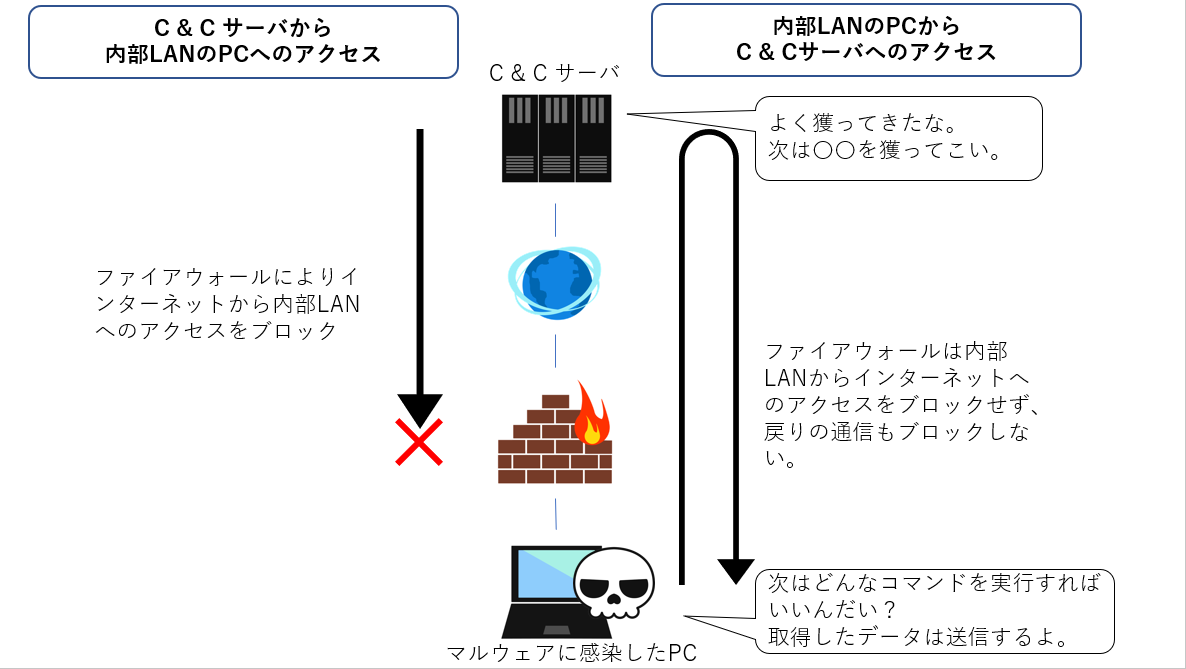 C & C サーバから
内部LANのPCへのアクセス
内部LANのPCから
C & Cサーバへのアクセス
C & C サーバ
よく獲ってきたな。
次は〇〇を獲ってこい。
ファイアウォールによりイ
ンターネットから内部LAN
へのアクセスをブロック
ファイアウォールは内部
LANからインターネットへ
のアクセスをブロックせず、
戻りの通信もブロックしな
い。
次はどんなコマンドを実行すれば
いいんだい？
取得したデータは送信するよ。
マルウェアに感染したPC